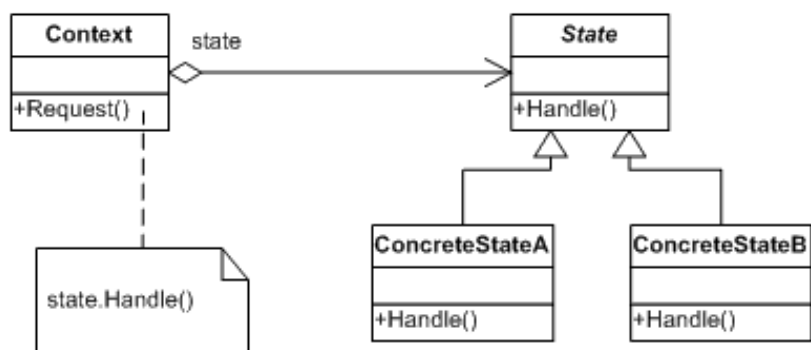 Context
state
State
+Request()
+Handle()
state.Handle()
ConcreteStateA
ConcreteStateB
+Handle()
+Handle()